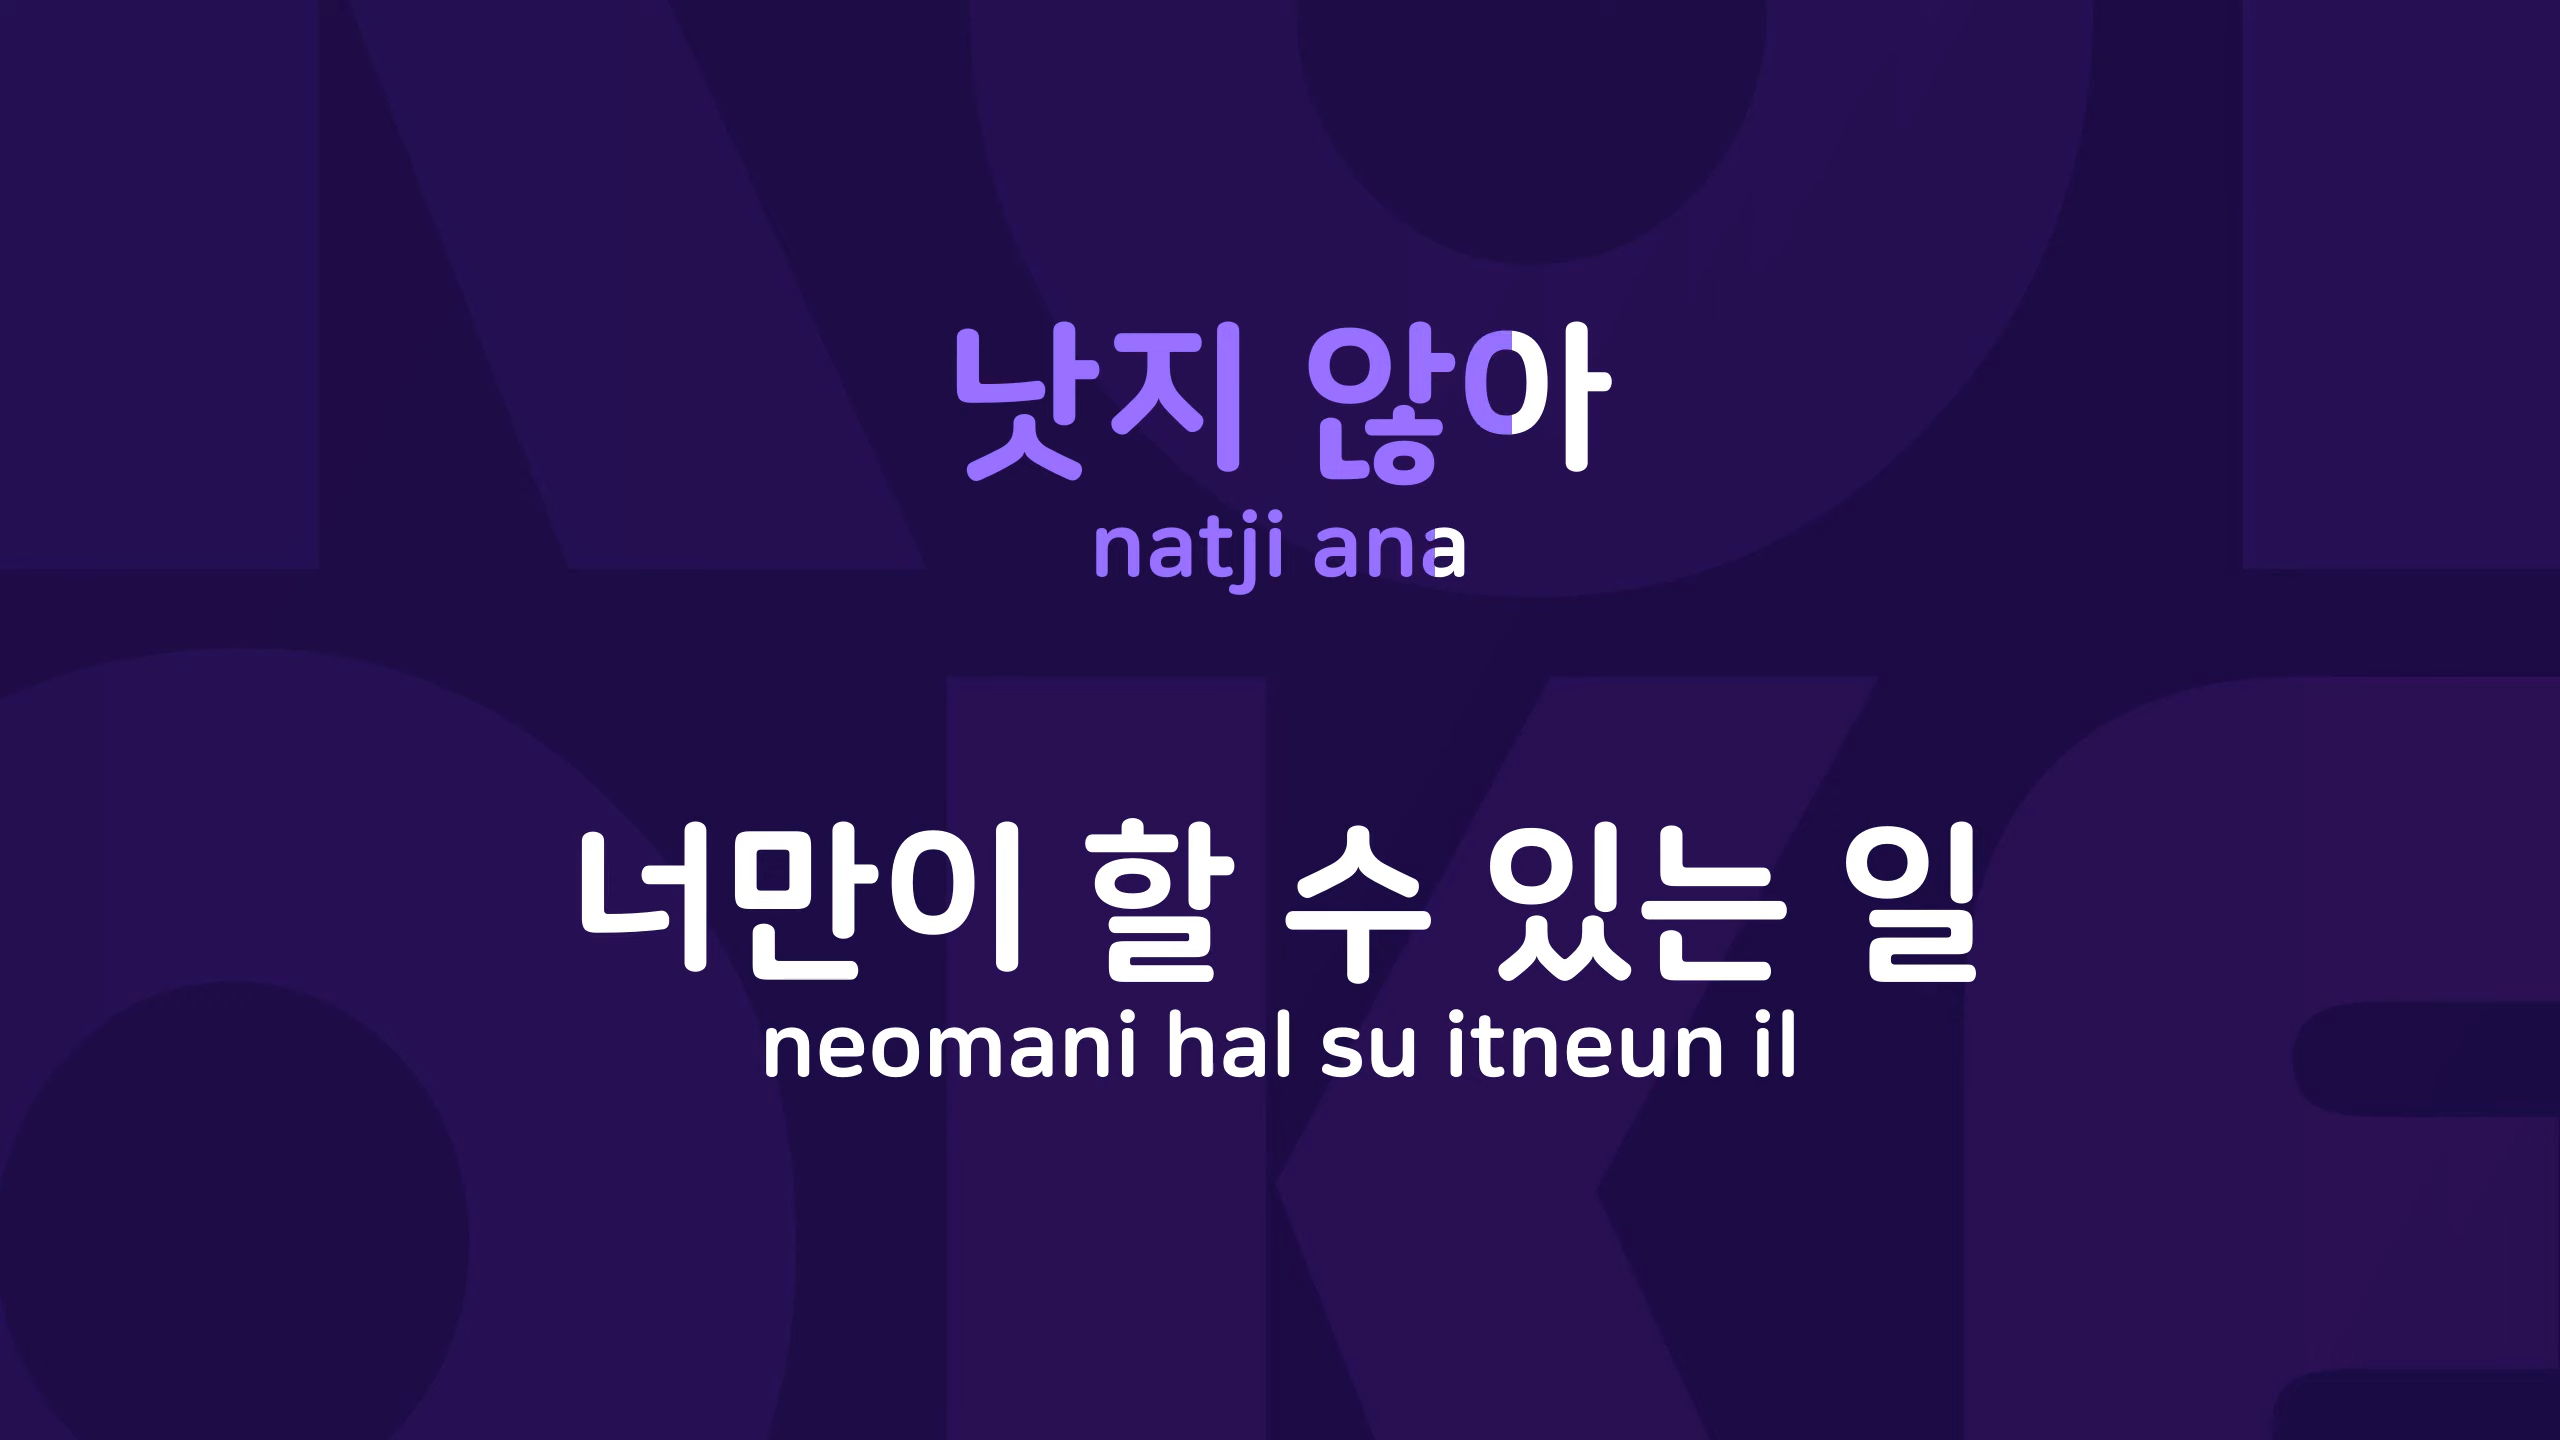 낫지 않아
natji ana
너만이 할 수 있는 일
neomani hal su itneun il